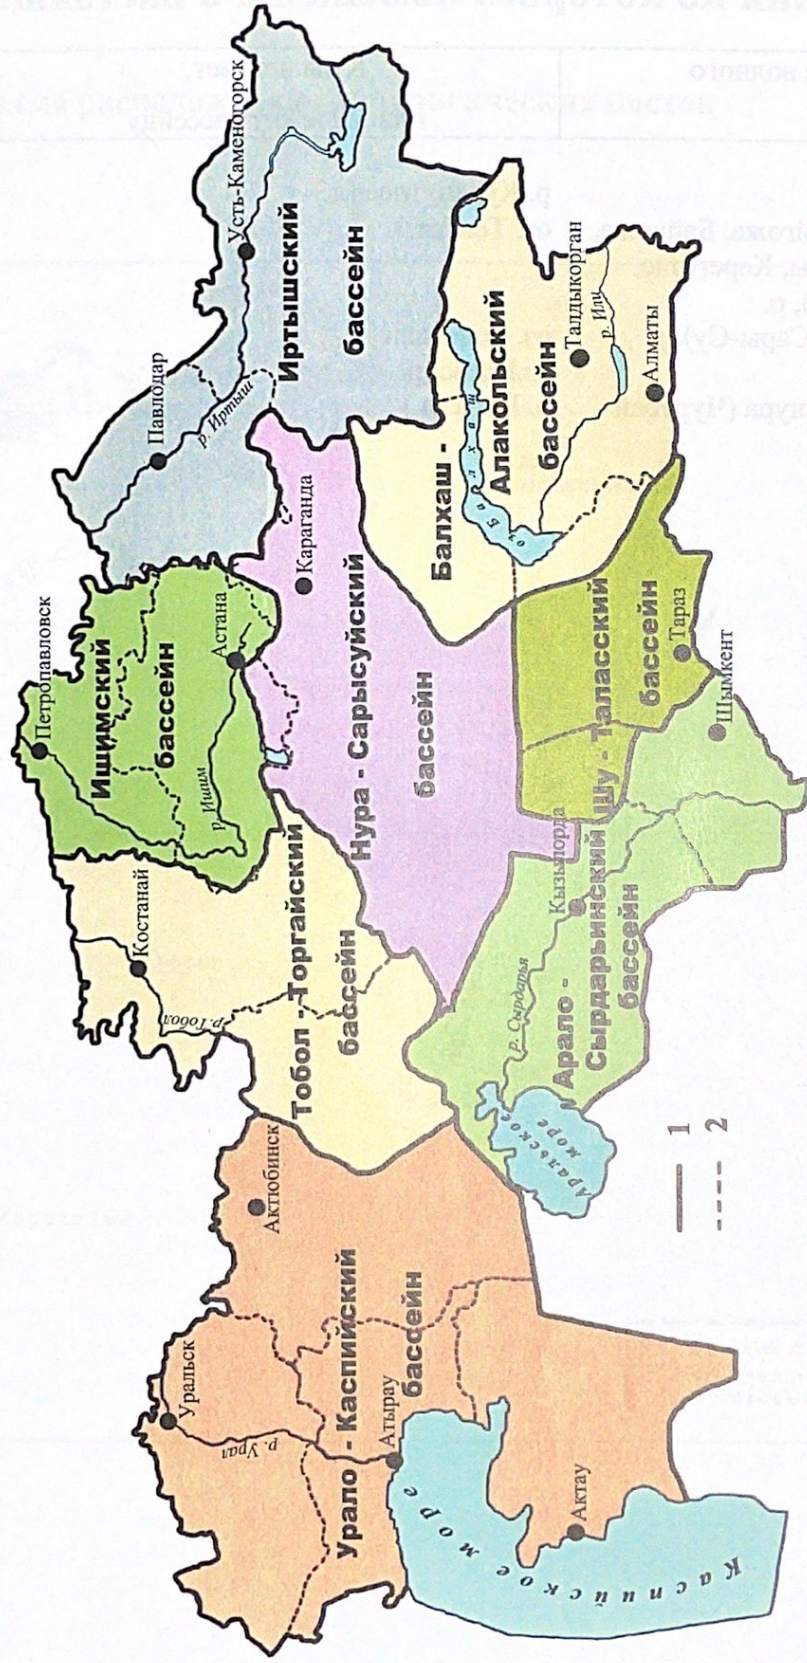 Урало - Каспийский
бассейн
Уральск
р. Урал
Атырау
Актау
Актюбинск
Каспийское море
Тобол - Торгайский
бассейн
Костанай
р. Тобол
Ишимский
бассейн
Петропавловск
р. Ишим
Астана
Иртышский
бассейн
Павлодар
р. Иртыш
Усть-Каменогорск
Нура - Сарысуйский
бассейн
Караганда
Балхаш -
Алакольский
бассейн
оз. Балхаш
Талдыкорган
р. Или
Алматы
Шу - Таласский
бассейн
Тараз
Арало -
Сырдарьинский
бассейн
Аральское
море
р. Сырдарья
Кызылорда
Шымкент
1
2